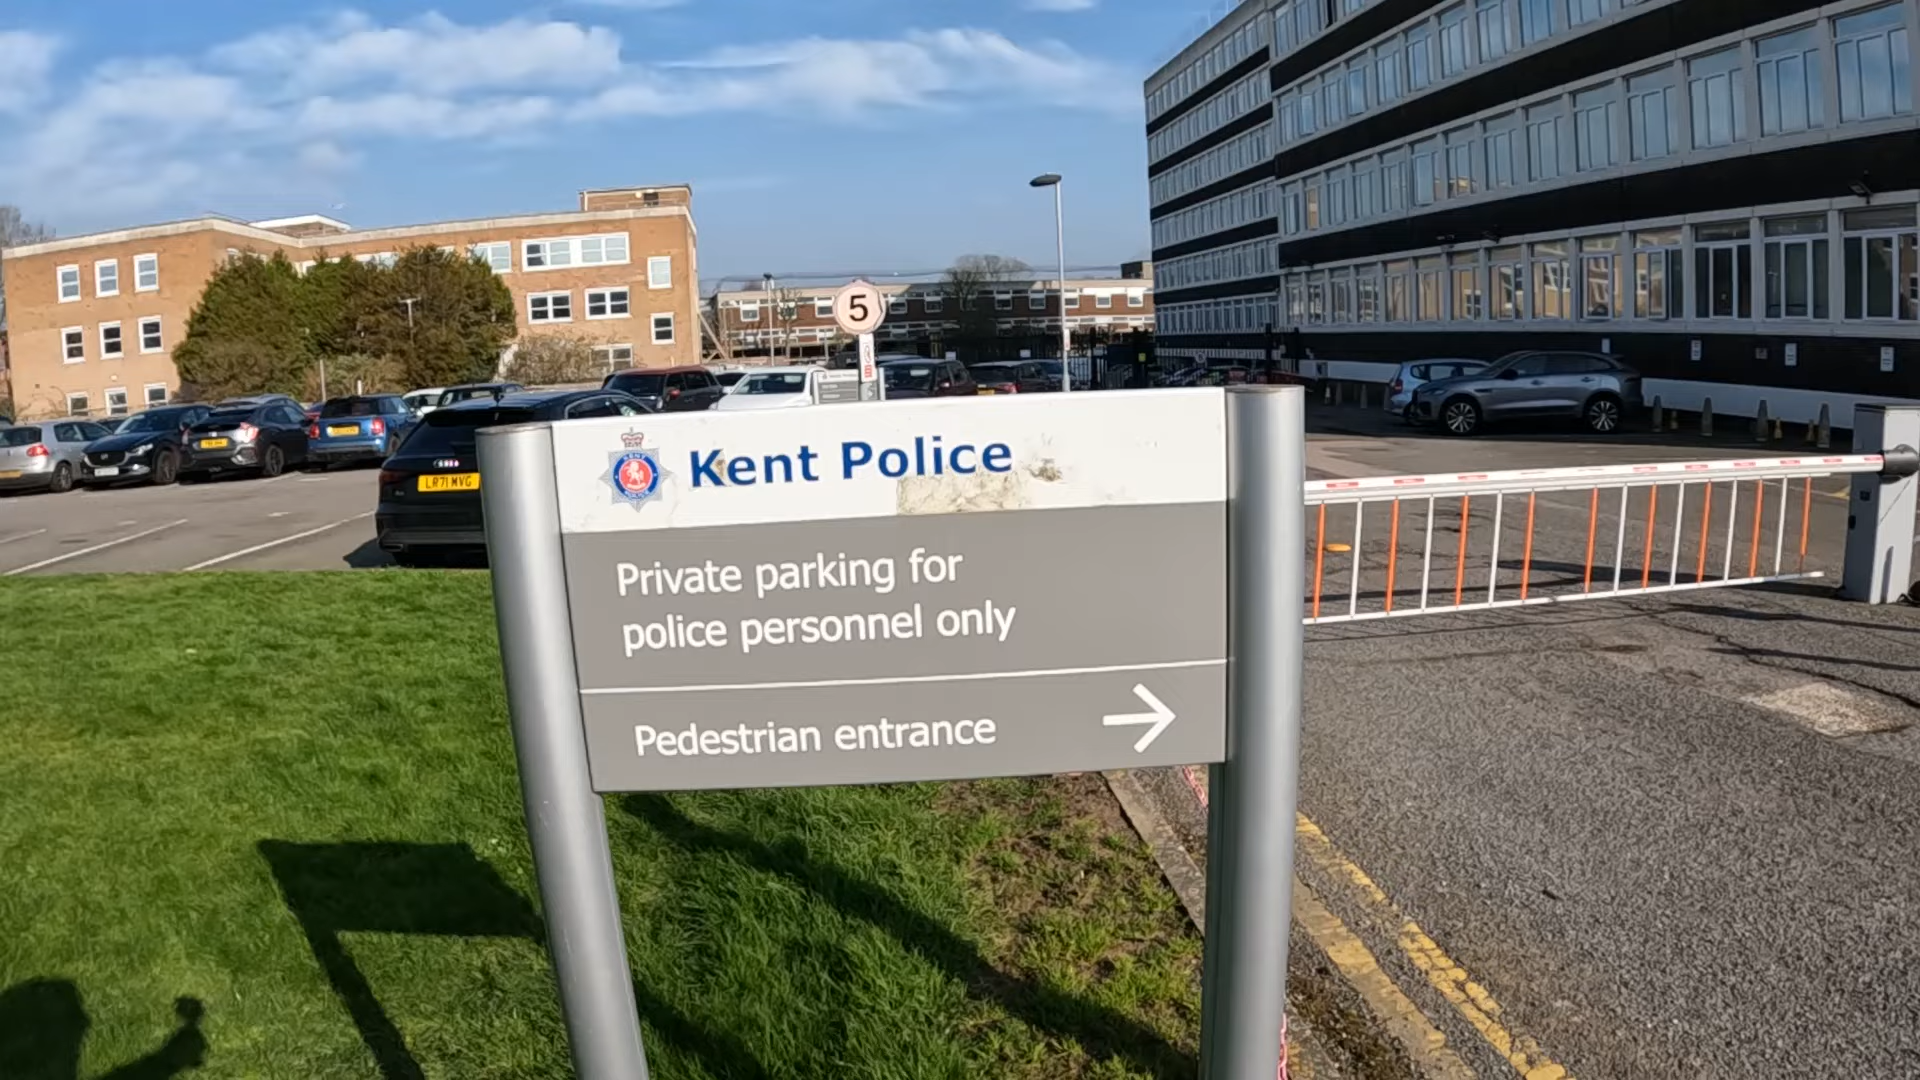 5
Kent Police
LR71 MVG
Private parking for
police personnel only
Pedestrian entrance